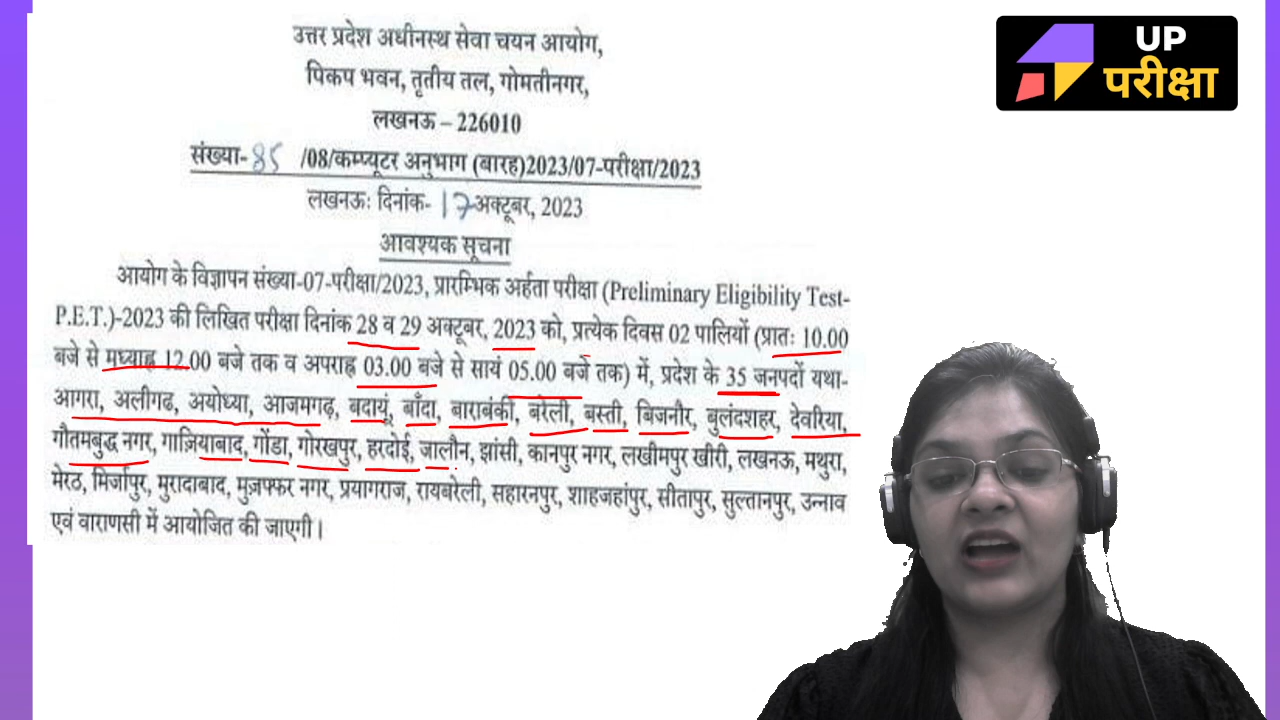 उत्तर प्रदेश अधीनस्थ सेवा चयन आयोग,
पिकप भवन, तृतीय तल, गोमतीनगर,
लखनऊ – 226010
संख्या- 85 /08/कम्प्यूटर अनुभाग (बारह)2023/07-परीक्षा/2023
लखनऊः दिनांक- 17 अक्टूबर, 2023
आवश्यक सूचना
आयोग के विज्ञापन संख्या-07-परीक्षा/2023, प्रारम्भिक अर्हता परीक्षा (Preliminary Eligibility Test-
P.E.T.)-2023 की लिखित परीक्षा दिनांक 28 व 29 अक्टूबर, 2023 को, प्रत्येक दिवस 02 पालियों (प्रातः 10.00
बजे से मध्याह्न 12.00 बजे तक व अपराह्न 03.00 बजे से सायं 05.00 बजे तक) में, प्रदेश के 35 जनपदों यथा-
आगरा, अलीगढ, अयोध्या, आजमगढ़, बदायूं, बाँदा, बाराबंकी, बरेली, बस्ती, बिजनौर, बुलंदशहर, देवरिया,
गौतमबुद्ध नगर, गाज़ियाबाद, गोंडा, गोरखपुर, हरदोई, जालौन, झांसी, कानपुर नगर, लखीमपुर खीरी, लखनऊ, मथुरा,
मेरठ, मिर्जापुर, मुरादाबाद, मुज़फ्फर नगर, प्रयागराज, रायबरेली, सहारनपुर, शाहजहांपुर, सीतापुर, सुल्तानपुर, उन्नाव
एवं वाराणसी में आयोजित की जाएगी।
UP
परीक्षा